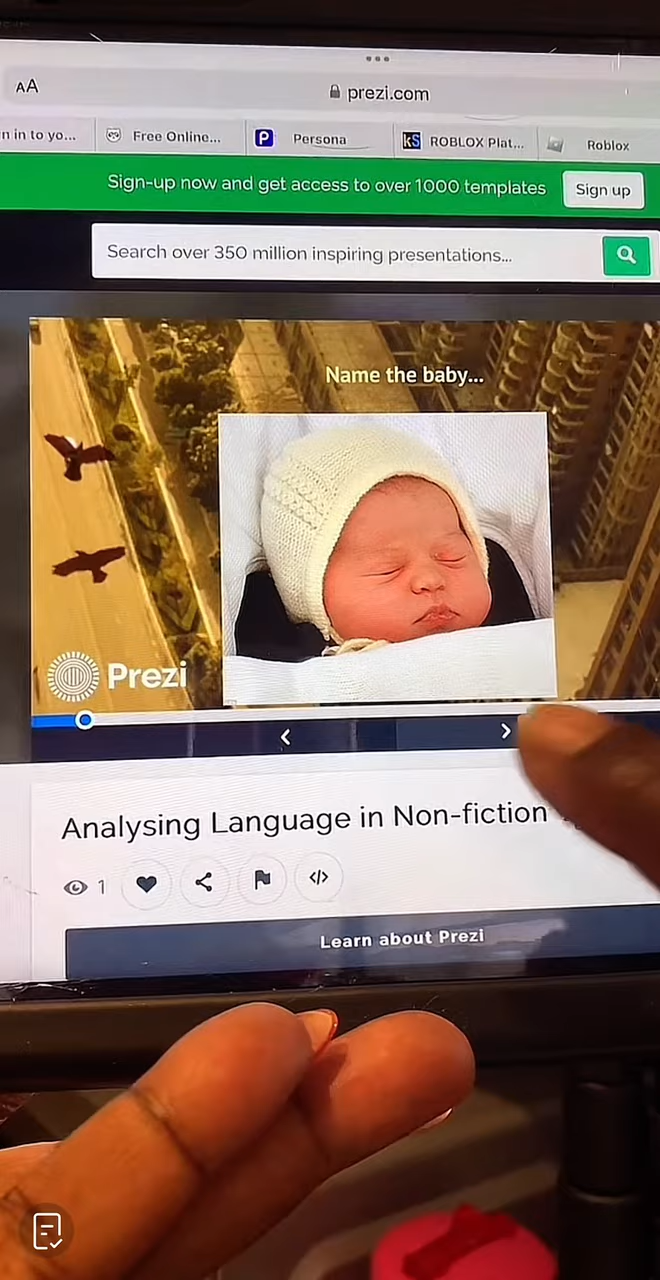 AA
prezi.com
n in to yo...
Free Online...
P
Persona
kS
ROBLOX Plat...
Roblox
Sign-up now and get access to over 1000 templates
Sign up
Search over 350 million inspiring presentations...
Name the baby...
Prezi
Analysing Language in Non-fiction
1
</>
Learn about Prezi